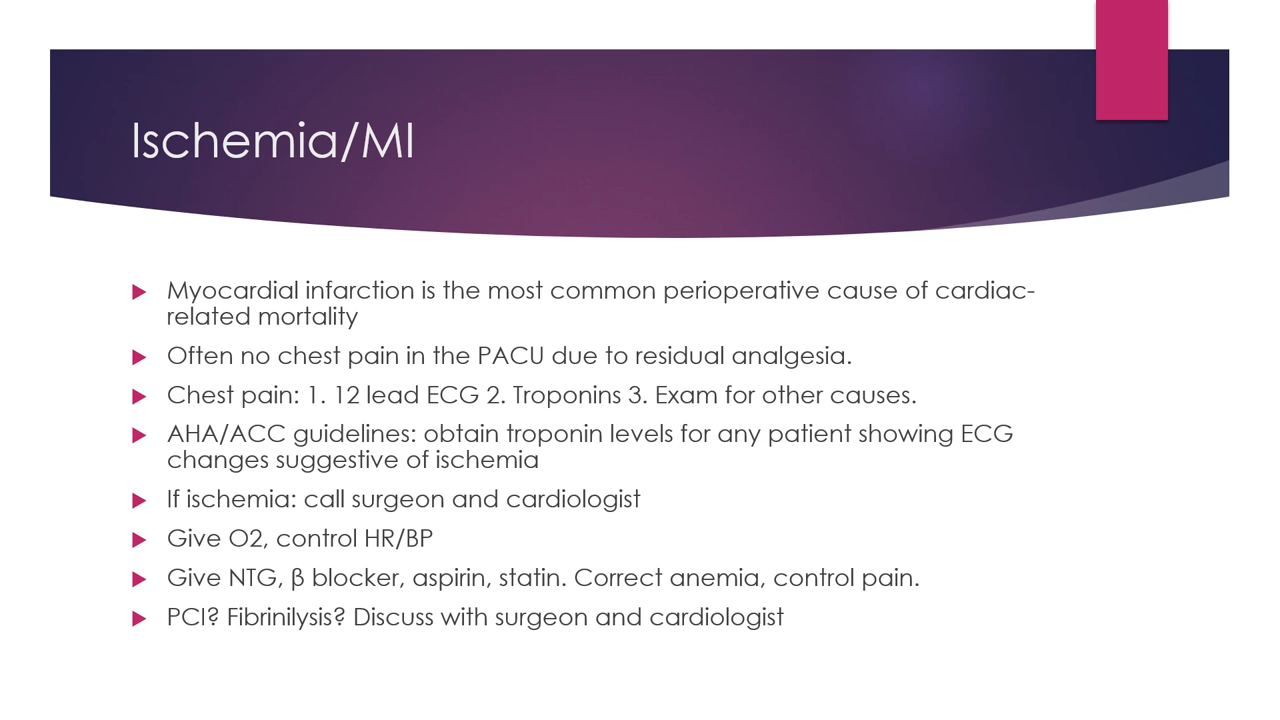 Ischemia/MI
Myocardial infarction is the most common perioperative cause of cardiac-
related mortality
Often no chest pain in the PACU due to residual analgesia.
Chest pain: 1. 12 lead ECG 2. Troponins 3. Exam for other causes.
AHA/ACC guidelines: obtain troponin levels for any patient showing ECG
changes suggestive of ischemia
If ischemia: call surgeon and cardiologist
Give O2, control HR/BP
Give NTG, β blocker, aspirin, statin. Correct anemia, control pain.
PCI? Fibrinilysis? Discuss with surgeon and cardiologist